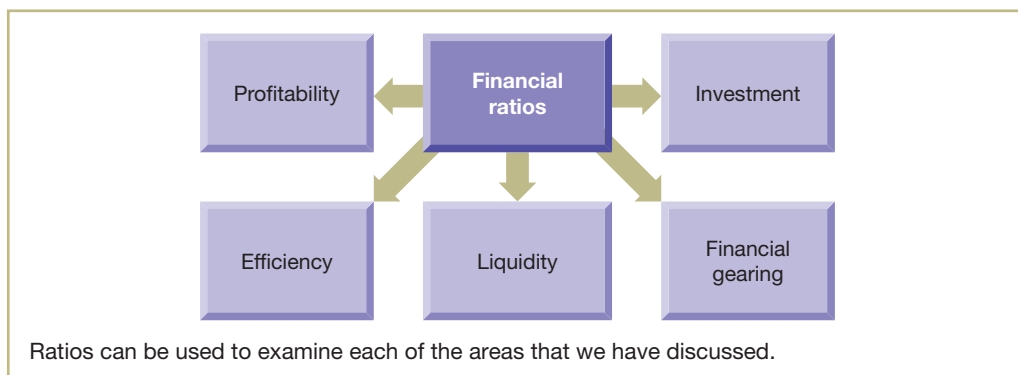 Profitability
Financial
ratios
Investment
Efficiency
Liquidity
Financial
gearing
Ratios can be used to examine each of the areas that we have discussed.